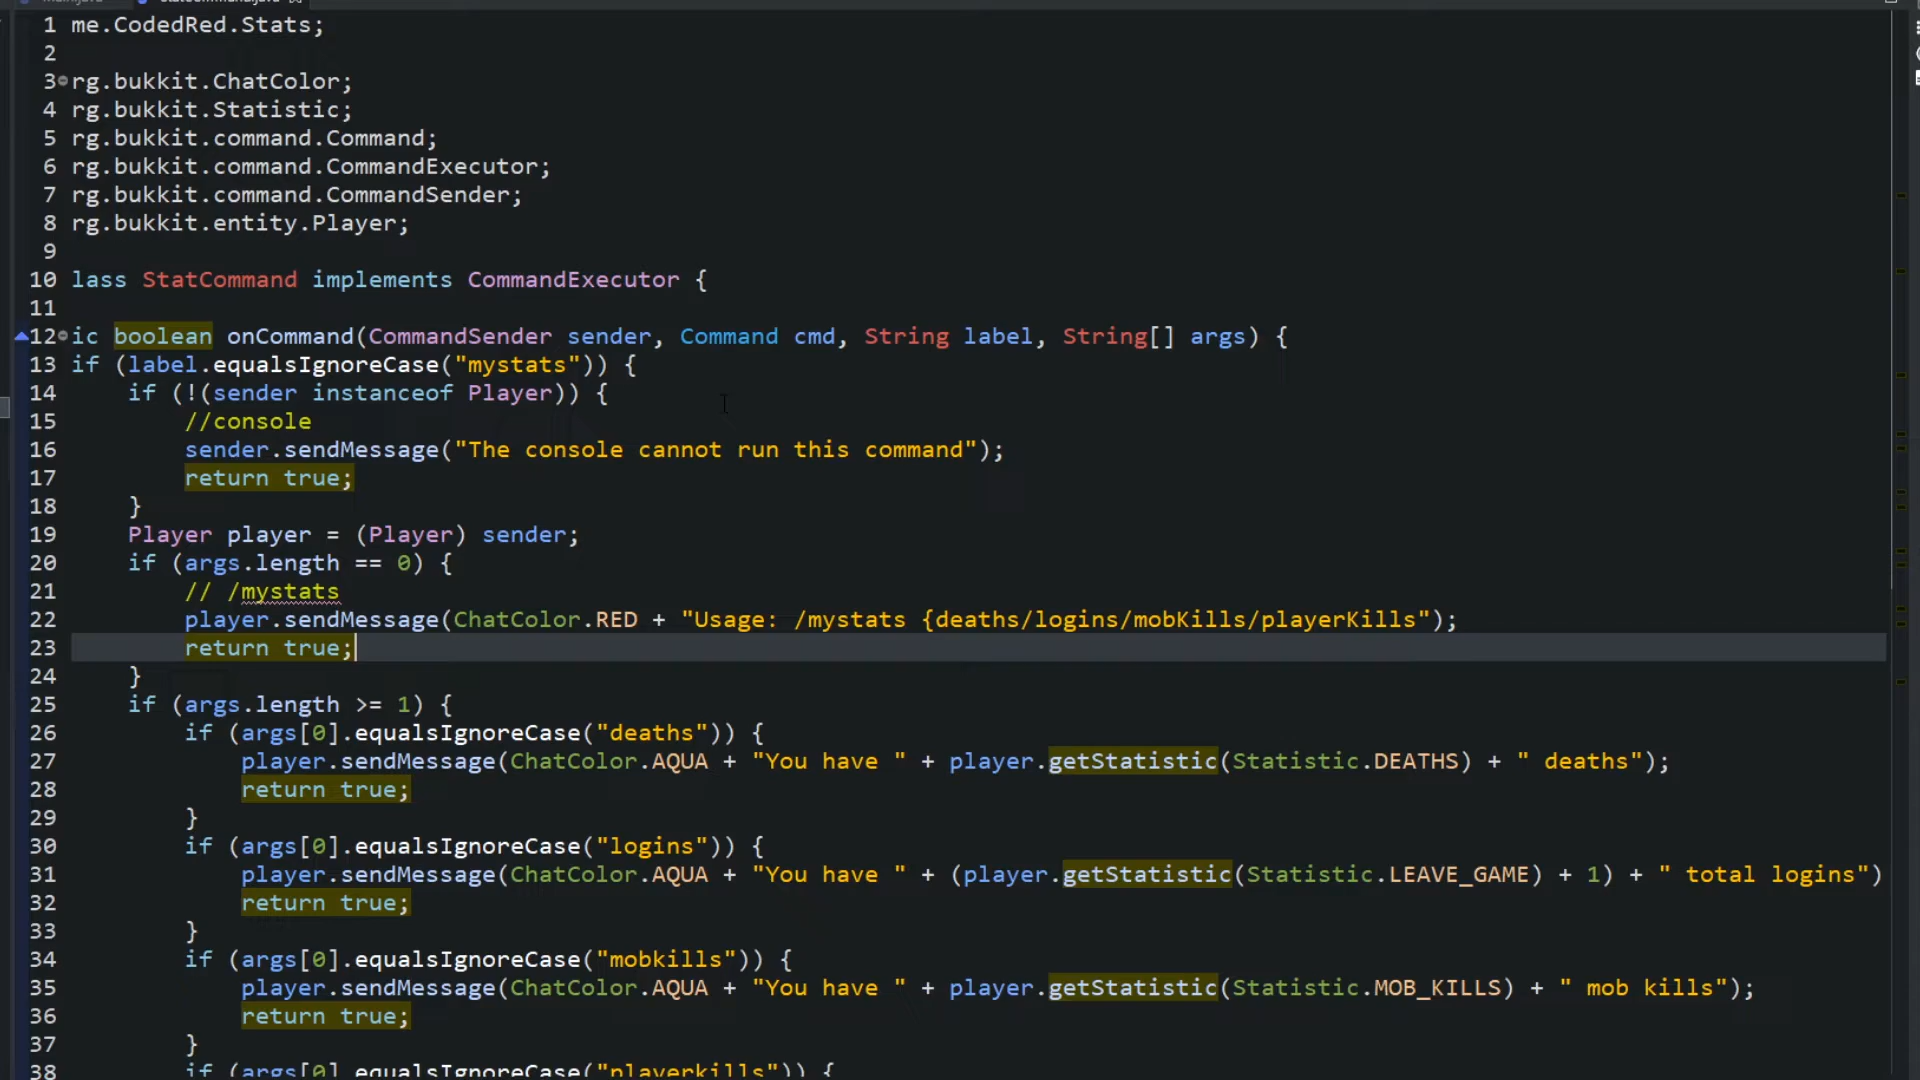 1 me.CodedRed.Stats;
2
3 rg.bukkit.ChatColor;
4 rg.bukkit.Statistic;
5 rg.bukkit.command.Command;
6 rg.bukkit.command.CommandExecutor;
7 rg.bukkit.command.CommandSender;
8 rg.bukkit.entity.Player;
9
10 lass StatCommand implements CommandExecutor {
11
12 ic boolean onCommand(CommandSender sender, Command cmd, String label, String[] args) {
13 if (label.equalsIgnoreCase("mystats")) {
14 if (!(sender instanceof Player)) {
15 //console
16 sender.sendMessage("The console cannot run this command");
17 return true;
18 }
19 Player player = (Player) sender;
20 if (args.length == 0) {
21 // /mystats
22 player.sendMessage(ChatColor.RED + "Usage: /mystats {deaths/logins/mobKills/playerKills");
23 return true;
24 }
25 if (args.length >= 1) {
26 if (args[0].equalsIgnoreCase("deaths")) {
27 player.sendMessage(ChatColor.AQUA + "You have " + player.getStatistic(Statistic.DEATHS) + " deaths");
28 return true;
29 }
30 if (args[0].equalsIgnoreCase("logins")) {
31 player.sendMessage(ChatColor.AQUA + "You have " + (player.getStatistic(Statistic.LEAVE_GAME) + 1) + " total logins")
32 return true;
33 }
34 if (args[0].equalsIgnoreCase("mobkills")) {
35 player.sendMessage(ChatColor.AQUA + "You have " + player.getStatistic(Statistic.MOB_KILLS) + " mob kills");
36 return true;
37 }
38 if (args[0].equalsIgnoreCase("playerkills")) {